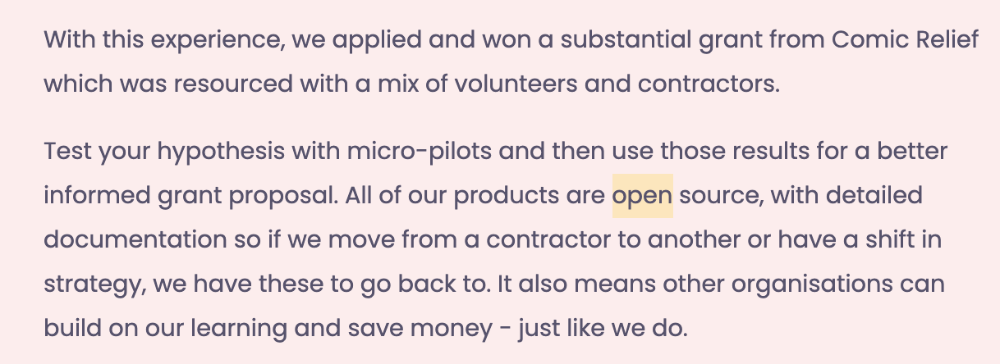 With this experience, we applied and won a substantial grant from Comic Relief
which was resourced with a mix of volunteers and contractors.
Test your hypothesis with micro-pilots and then use those results for a better
informed grant proposal. All of our products are open source, with detailed
documentation so if we move from a contractor to another or have a shift in
strategy, we have these to go back to. It also means other organisations can
build on our learning and save money - just like we do.